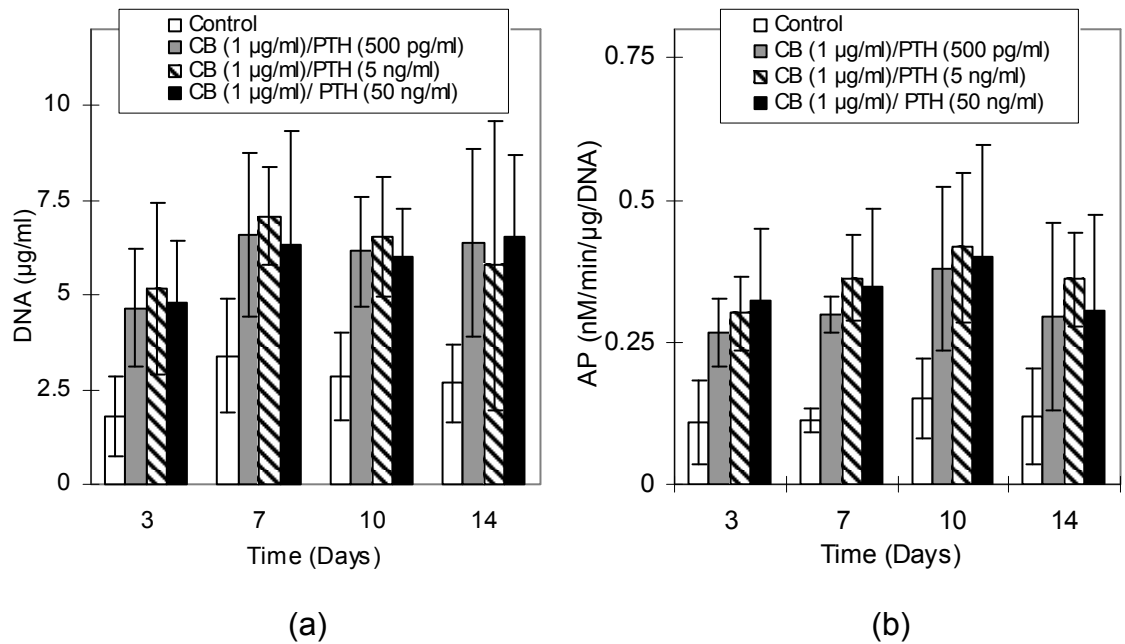 Control
CB (1 µg/ml)/PTH (500 pg/ml)
CB (1 µg/ml)/PTH (5 ng/ml)
CB (1 µg/ml)/ PTH (50 ng/ml)
10
7.5
5
2.5
0
DNA (µg/ml)
3 7 10 14
Time (Days)
(a)
Control
CB (1 µg/ml)/PTH (500 pg/ml)
CB (1 µg/ml)/PTH (5 ng/ml)
CB (1 µg/ml)/ PTH (50 ng/ml)
0.75
0.5
0.25
0
AP (nM/min/µg/DNA)
3 7 10 14
Time (Days)
(b)